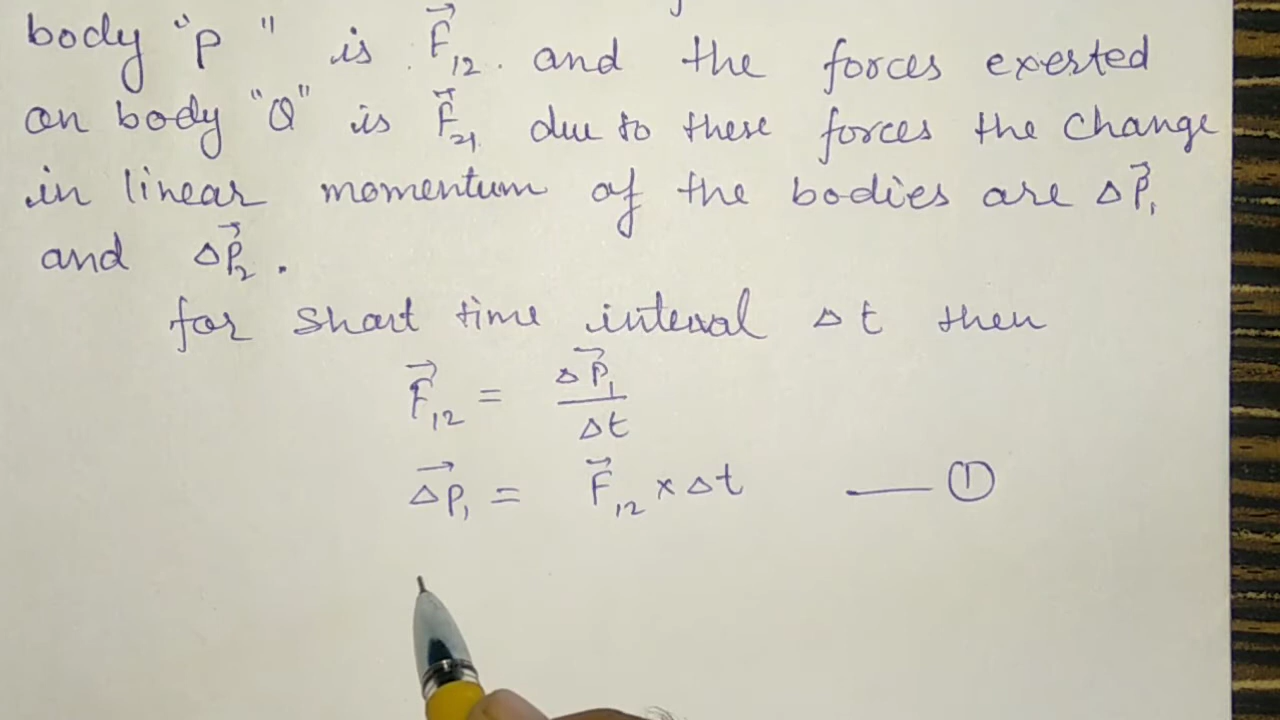 body "P" is F⃗₁₂. and the forces exerted
on body "Q" is F⃗₂₁ due to these forces the change
in linear momentum of the bodies are ΔP⃗₁
and ΔP⃗₂.
for short time interval Δt then
F⃗₁₂ = ΔP⃗₁/Δt
ΔP⃗₁ = F⃗₁₂ × Δt —— ①